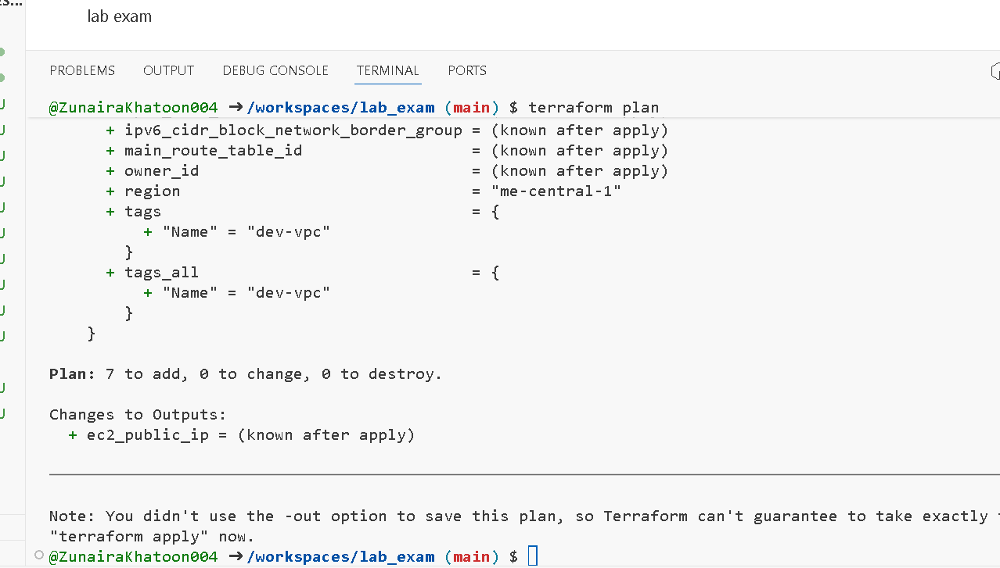 lab exam
PROBLEMS OUTPUT DEBUG CONSOLE TERMINAL PORTS
@ZunairaKhatoon004 ➜ /workspaces/lab_exam (main) $ terraform plan
+ ipv6_cidr_block_network_border_group = (known after apply)
+ main_route_table_id = (known after apply)
+ owner_id = (known after apply)
+ region = "me-central-1"
+ tags = {
+ "Name" = "dev-vpc"
}
+ tags_all = {
+ "Name" = "dev-vpc"
}
}
Plan: 7 to add, 0 to change, 0 to destroy.
Changes to Outputs:
+ ec2_public_ip = (known after apply)
Note: You didn't use the -out option to save this plan, so Terraform can't guarantee to take exactly
"terraform apply" now.
@ZunairaKhatoon004 ➜ /workspaces/lab_exam (main) $